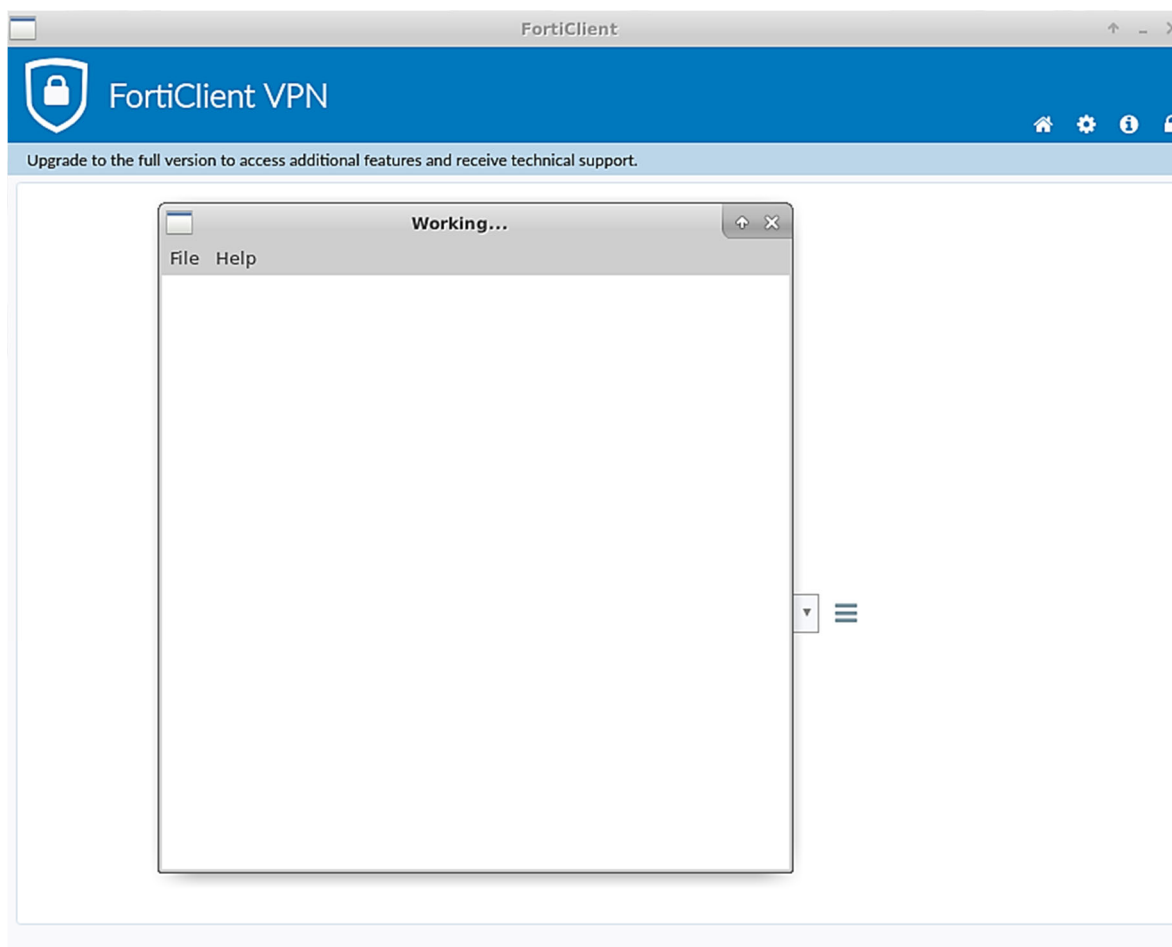 FortiClient
FortiClient VPN
Upgrade to the full version to access additional features and receive technical support.
Working...
File Help